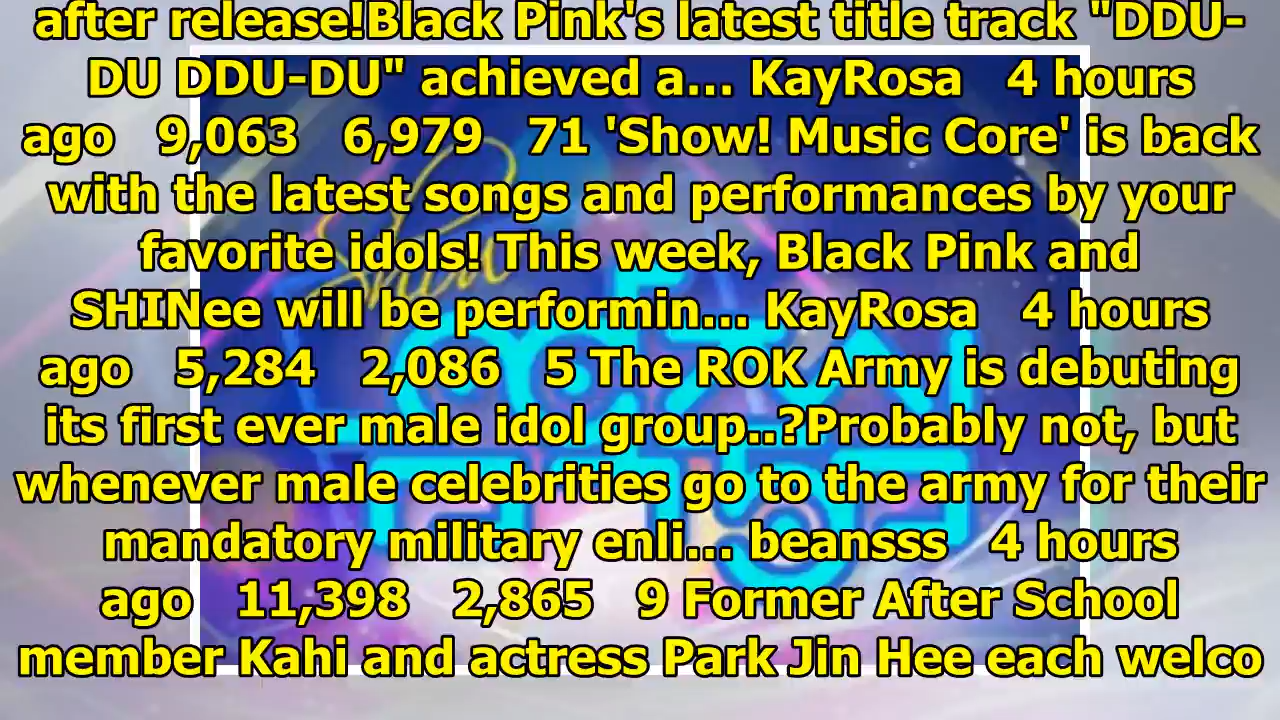 after release!Black Pink's latest title track "DDU-
DU DDU-DU" achieved a... KayRosa 4 hours
ago 9,063 6,979 71 'Show! Music Core' is back
with the latest songs and performances by your
favorite idols! This week, Black Pink and
SHINee will be performin... KayRosa 4 hours
ago 5,284 2,086 5 The ROK Army is debuting
its first ever male idol group..?Probably not, but
whenever male celebrities go to the army for their
mandatory military enli... beansss 4 hours
ago 11,398 2,865 9 Former After School
member Kahi and actress Park Jin Hee each welco